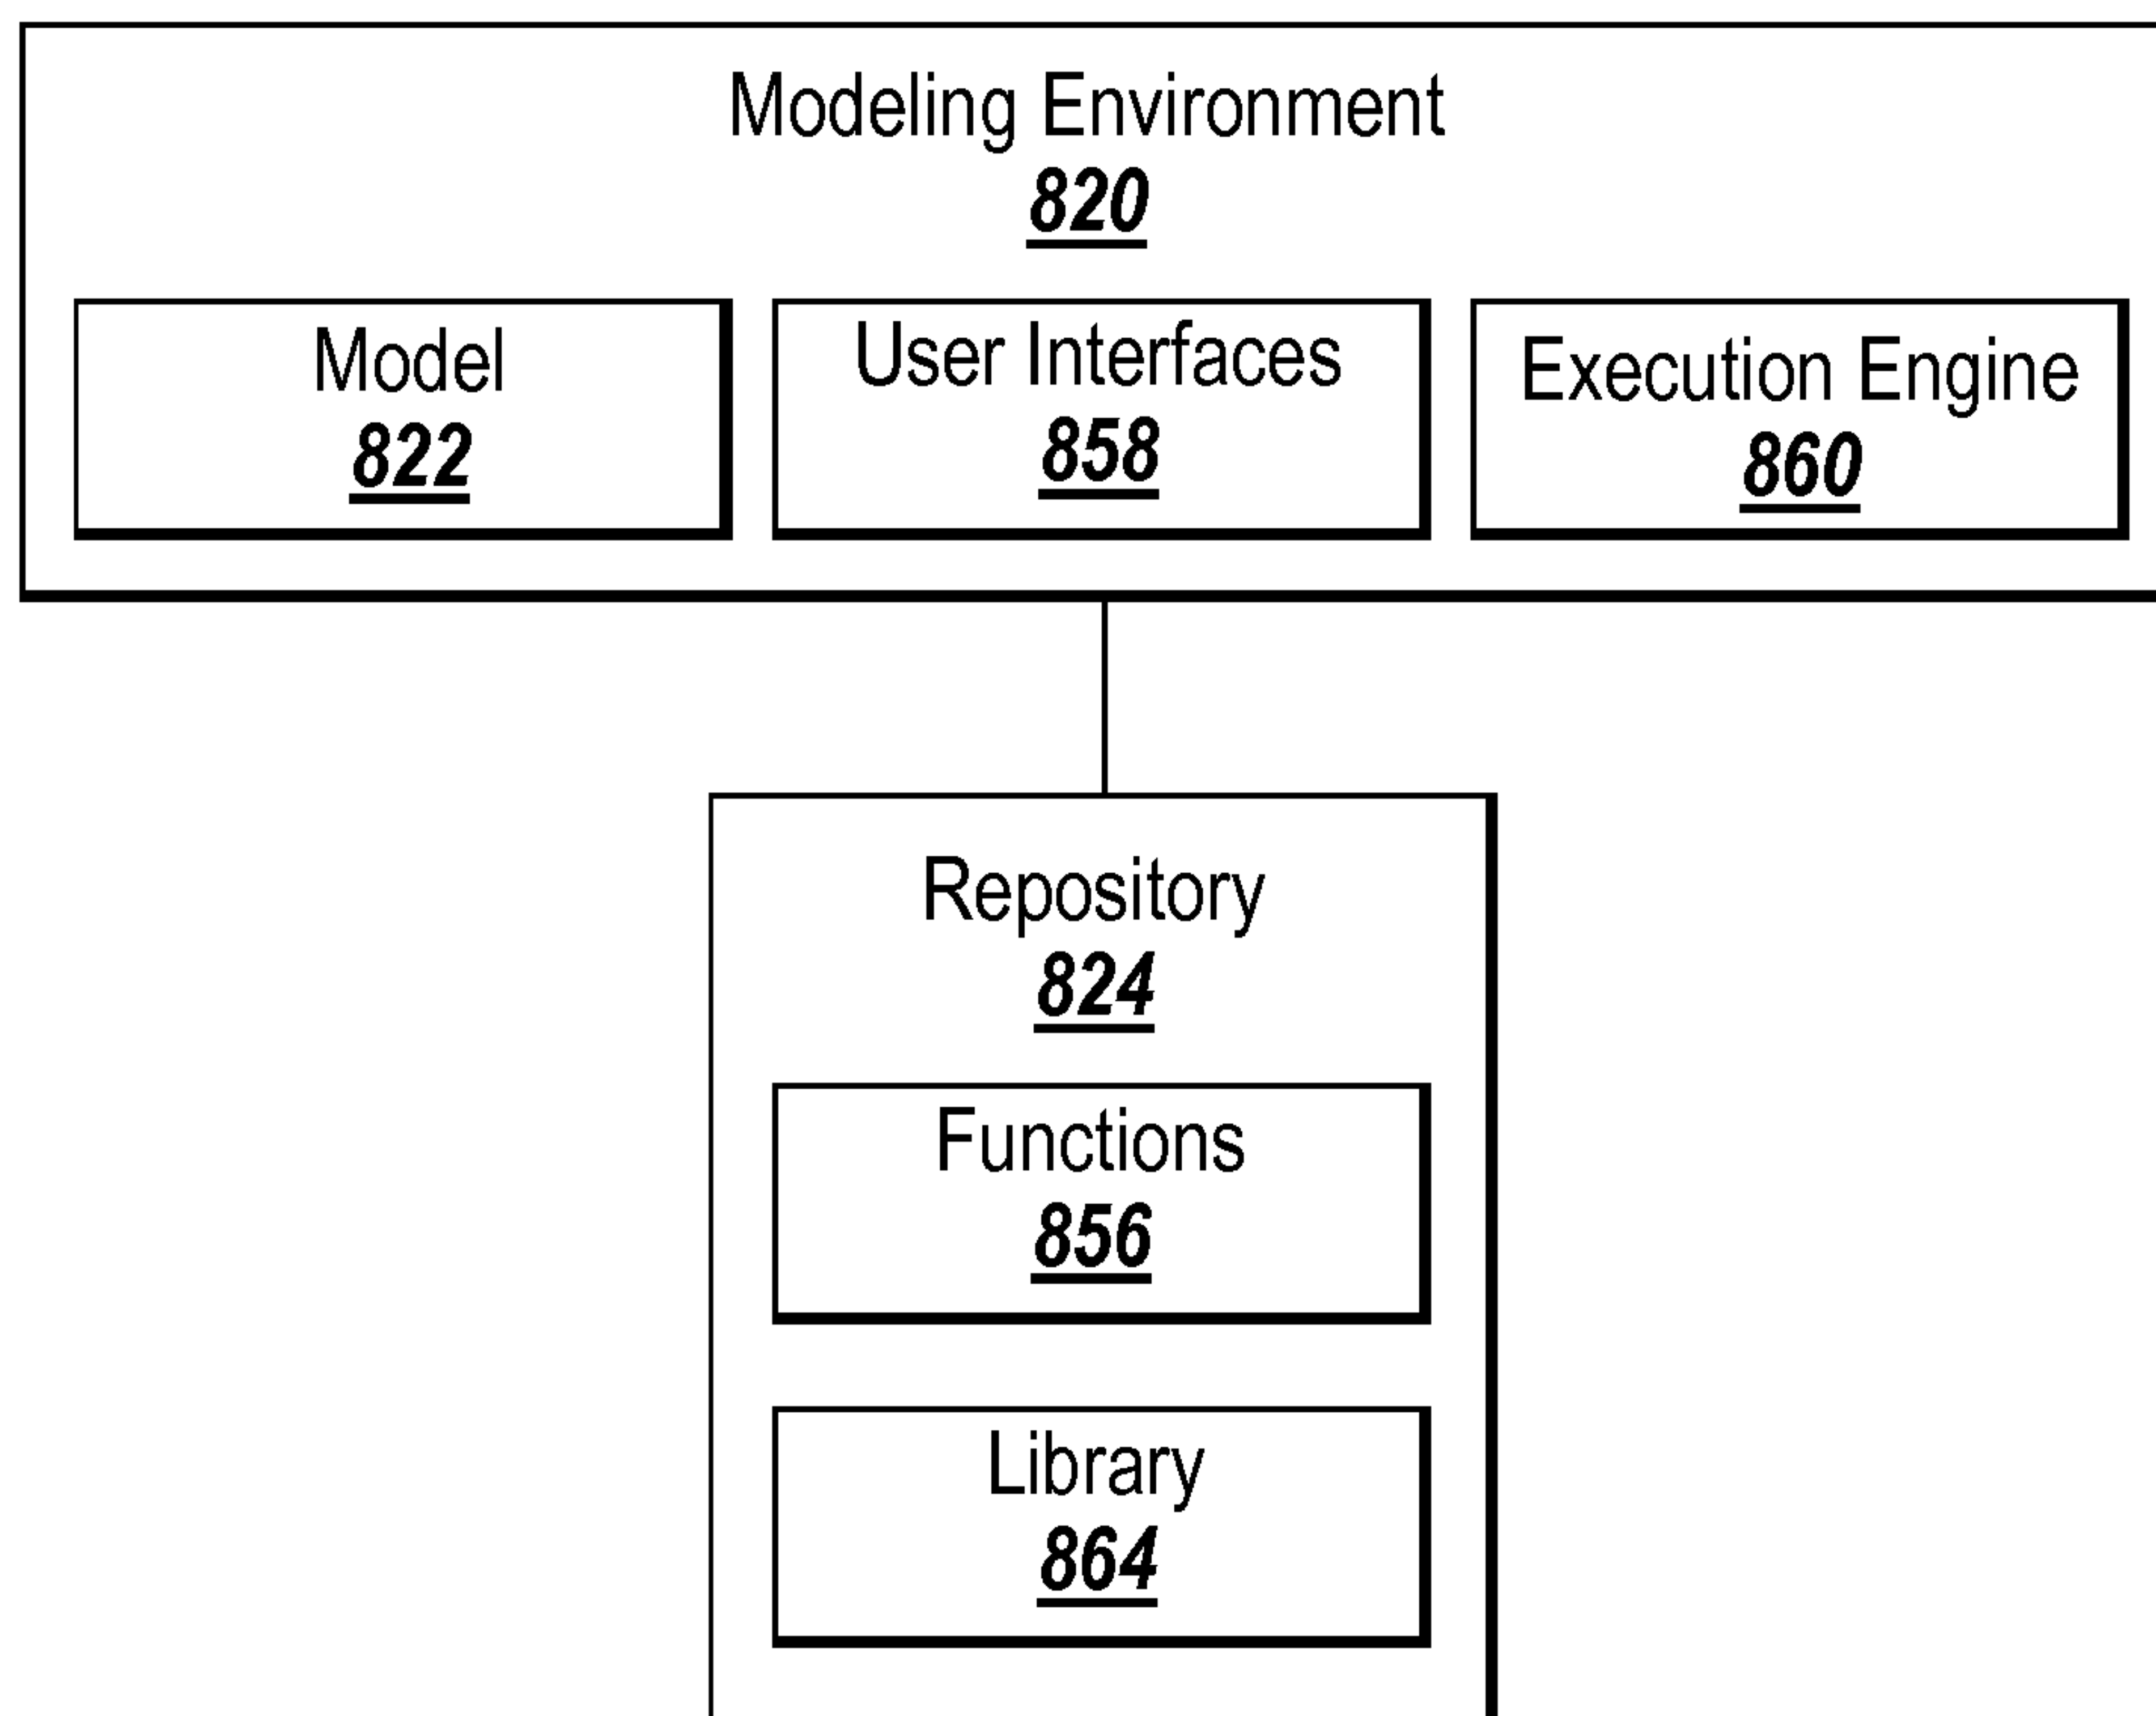 Modeling Environment
820
Model
822
User Interfaces
858
Execution Engine
860
Repository
824
Functions
856
Library
864